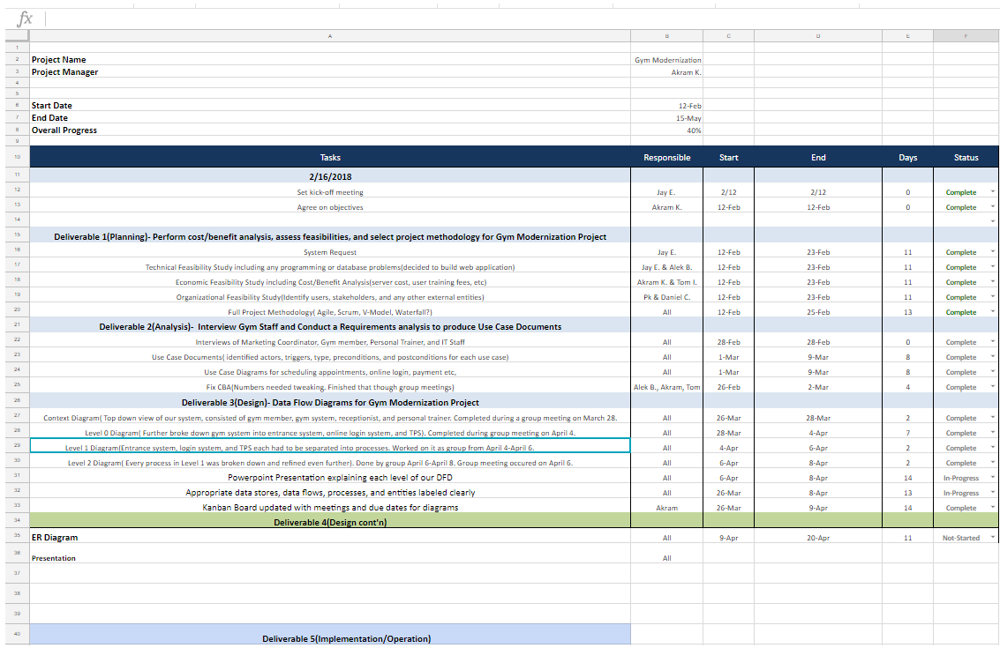 fx
A B C D E F
1
2 Project Name Gym Modernization
3 Project Manager Akram K.
4
5
6 Start Date 12-Feb
7 End Date 15-May
8 Overall Progress 40%
9
10 Tasks Responsible Start End Days Status
11 2/16/2018
12 Set kick-off meeting Jay E. 2/12 2/12 0 Complete
13 Agree on objectives Akram K. 12-Feb 12-Feb 0 Complete
14
15 Deliverable 1(Planning)- Perform cost/benefit analysis, assess feasibilities, and select project methodology for Gym Modernization Project
16 System Request Jay E. 12-Feb 23-Feb 11 Complete
17 Technical Feasibility Study including any programming or database problems(decided to build web application) Jay E. & Alek B. 12-Feb 23-Feb 11 Complete
18 Economic Feasibility Study including Cost/Benefit Analysis(server cost, user training fees, etc) Akram K. & Tom I. 12-Feb 23-Feb 11 Complete
19 Organizational Feasibility Study(Identify users, stakeholders, and any other external entities) Pk & Daniel C. 12-Feb 23-Feb 11 Complete
20 Full Project Methodology( Agile, Scrum, V-Model, Waterfall?) All 12-Feb 25-Feb 13 Complete
21 Deliverable 2(Analysis)- Interview Gym Staff and Conduct a Requirements analysis to produce Use Case Documents
22 Interviews of Marketing Coordinator, Gym member, Personal Trainer, and IT Staff All 28-Feb 28-Feb 0 Complete
23 Use Case Documents( identified actors, triggers, type, preconditions, and postconditions for each use case) All 1-Mar 9-Mar 8 Complete
24 Use Case Diagrams for scheduling appointments, online login, payment etc, All 1-Mar 9-Mar 8 Complete
25 Fix CBA(Numbers needed tweaking. Finished that though group meetings) Alek B., Akram, Tom 26-Feb 2-Mar 4 Complete
26 Deliverable 3(Design)- Data Flow Diagrams for Gym Modernization Project
27 Context Diagram( Top down view of our system, consisted of gym member, gym system, receptionist, and personal trainer. Completed during a group meeting on March 28. All 26-Mar 28-Mar 2 Complete
28 Level 0 Diagram( Further broke down gym system into entrance system, online login system, and TPS). Completed during group meeting on April 4. All 28-Mar 4-Apr 7 Complete
29 Level 1 Diagram(Entrance system, login system, and TPS each had to be separated into processes. Worked on it as group from April 4-April 6. All 4-Apr 6-Apr 2 Complete
30 Level 2 Diagram( Every process in Level 1 was broken down and refined even further). Done by group April 6-April 8. Group meeting occured on April 6. All 6-Apr 8-Apr 2 Complete
31 Powerpoint Presentation explaining each level of our DFD All 6-Apr 8-Apr 14 In-Progress
32 Appropriate data stores, data flows, processes, and entities labeled clearly All 26-Mar 8-Apr 13 In-Progress
33 Kanban Board updated with meetings and due dates for diagrams Akram 26-Mar 9-Apr 14 Complete
34 Deliverable 4(Design cont'n)
35 ER Diagram All 9-Apr 20-Apr 11 Not-Started
36 Presentation All
37
38
39
40 Deliverable 5(Implementation/Operation)